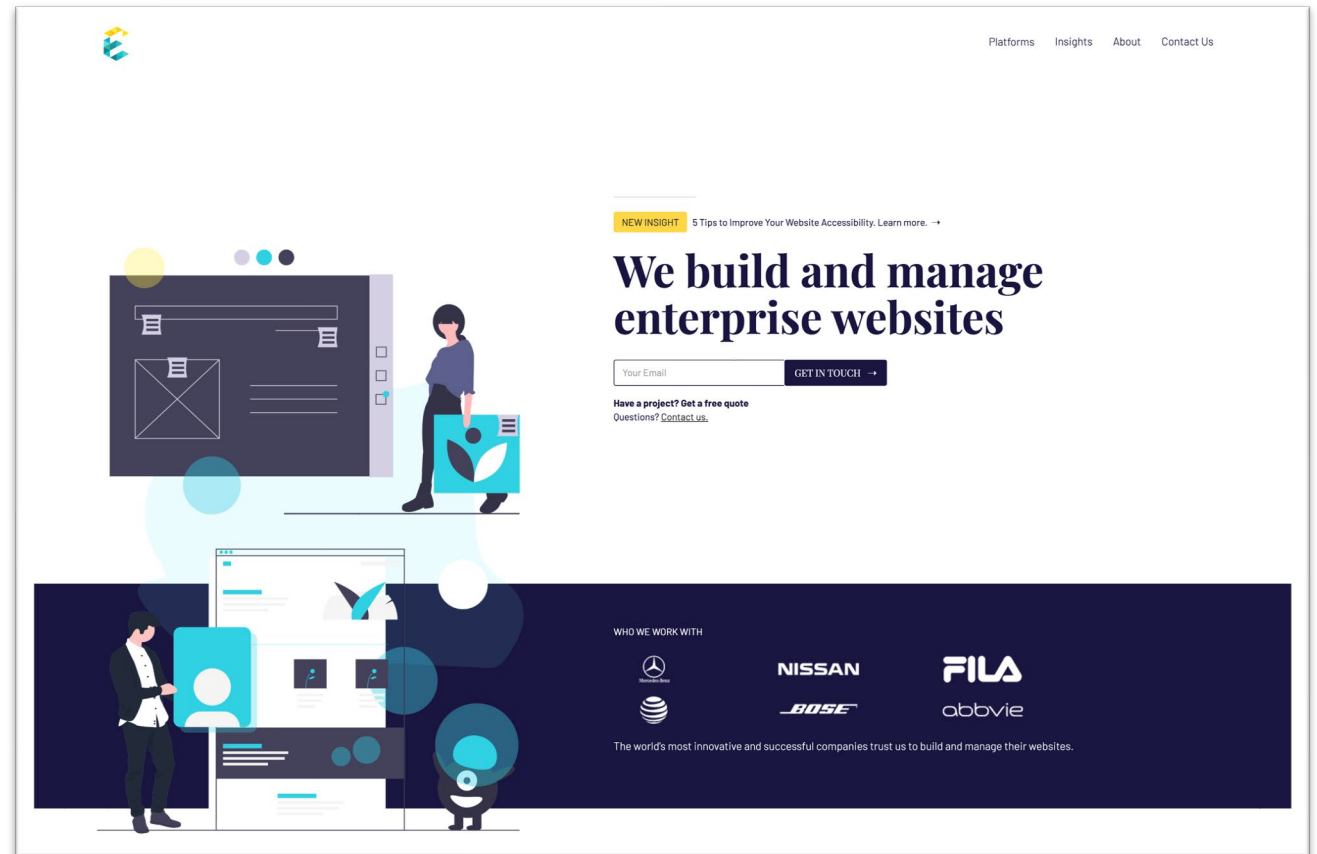 Platforms Insights About Contact Us
NEW INSIGHT 5 Tips to Improve Your Website Accessibility. Learn more. →
We build and manage
enterprise websites
Your Email GET IN TOUCH →
Have a project? Get a free quote
Questions? Contact us.
WHO WE WORK WITH
Mercedes-Benz NISSAN FILA
BOSE abbvie
The world's most innovative and successful companies trust us to build and manage their websites.